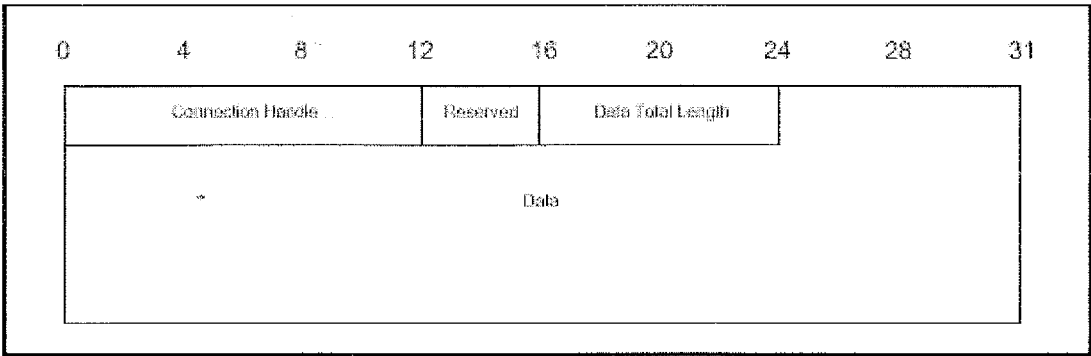 0 4 8 12 16 20 24 28 31
Connection Handle Reserved Data Total Length
Data